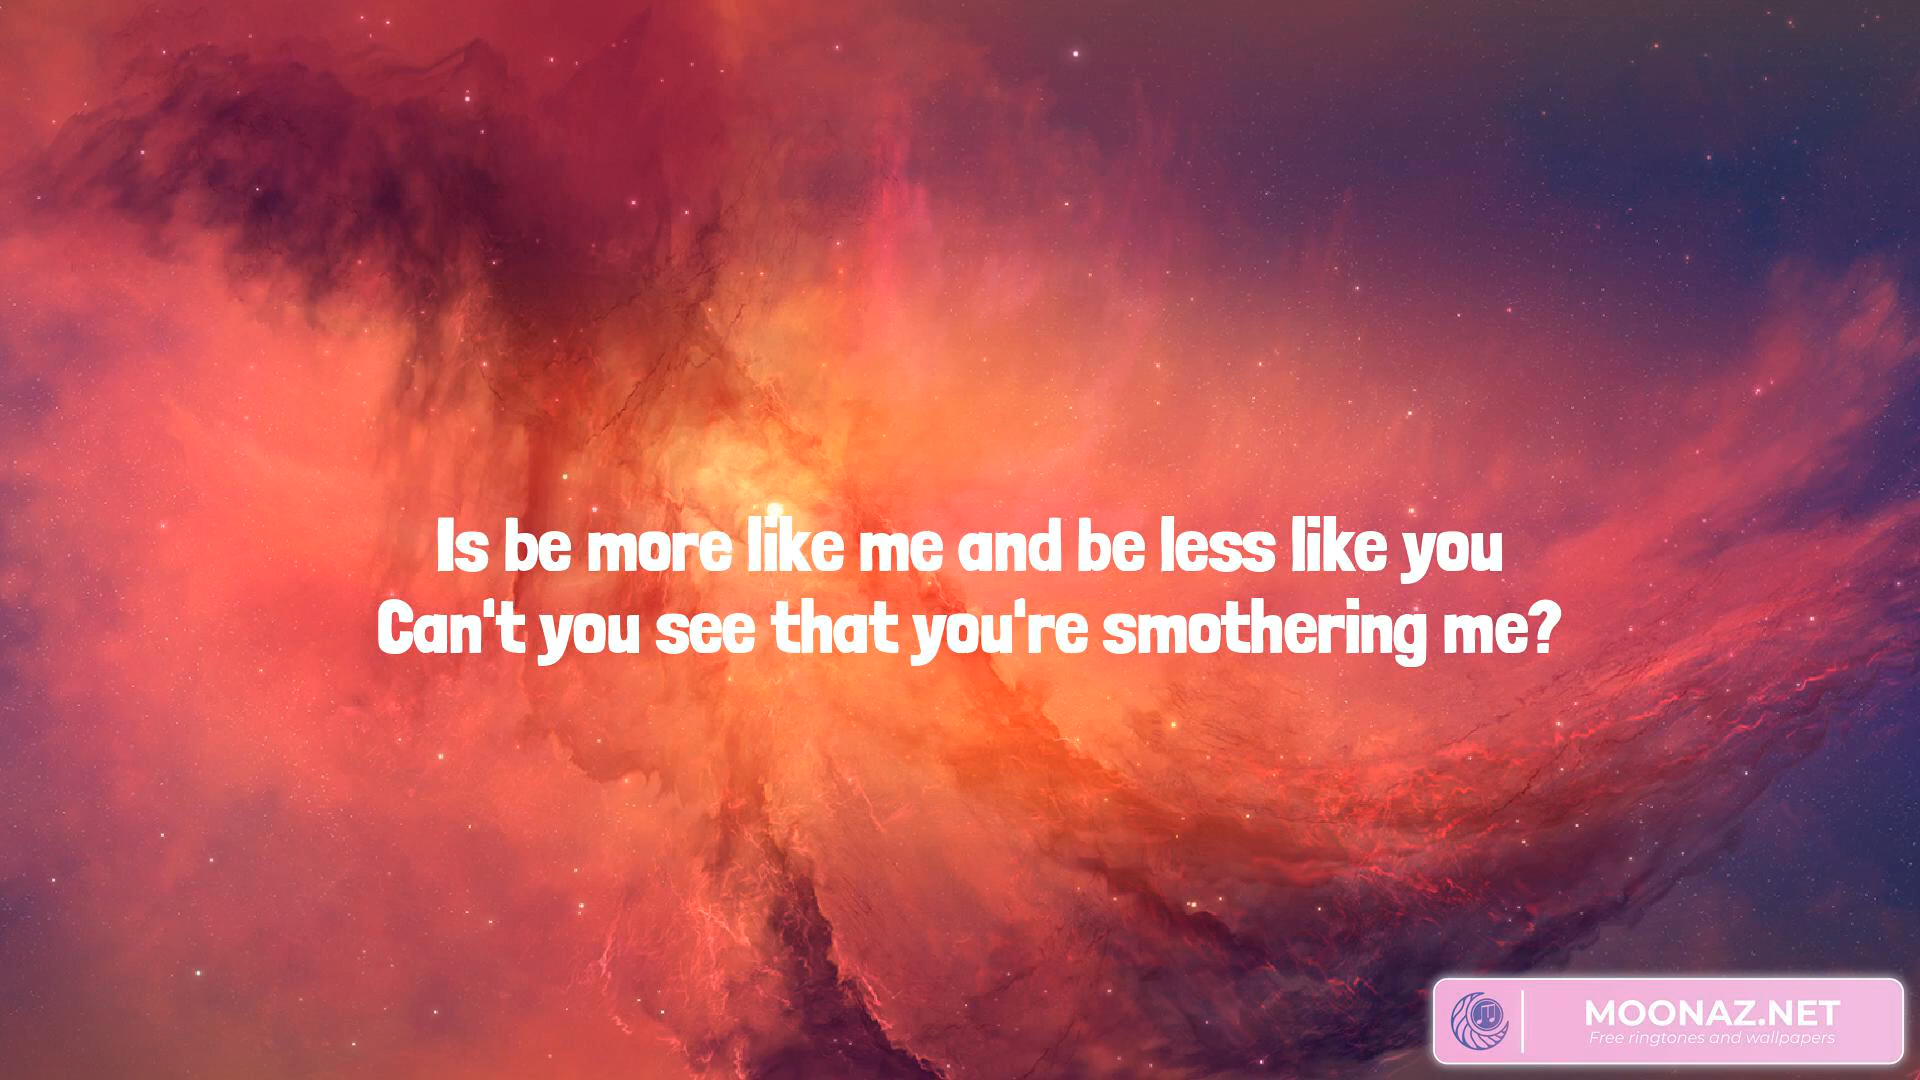 Is be more like me and be less like you
Can't you see that you're smothering me?
MOONAZ.NET
Free ringtones and wallpapers